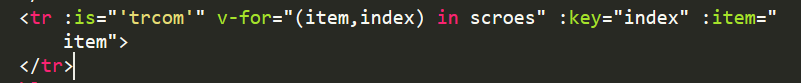 <tr :is="'trcom'" v-for="(item,index) in scroes" :key="index" :item="
item">
</tr>